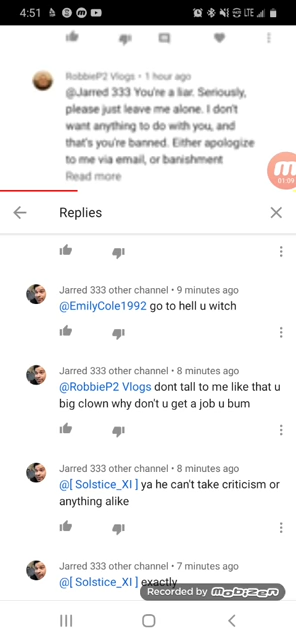 4:51
LTE
RobbieP2 Vlogs • 1 hour ago
@Jarred 333 You're a liar. Seriously,
please just leave me alone. I don't
want anything to do with you, and
that's you're banned. Either apologize
to me via email, or banishment
Read more
m
01:09
Replies
Jarred 333 other channel • 9 minutes ago
@EmilyCole1992 go to hell u witch
Jarred 333 other channel • 8 minutes ago
@RobbieP2 Vlogs dont tall to me like that u
big clown why don't u get a job u bum
Jarred 333 other channel • 8 minutes ago
@[ Solstice_XI ] ya he can't take criticism or
anything alike
Jarred 333 other channel • 7 minutes ago
@[ Solstice_XI ] exactly
Recorded by mobizen